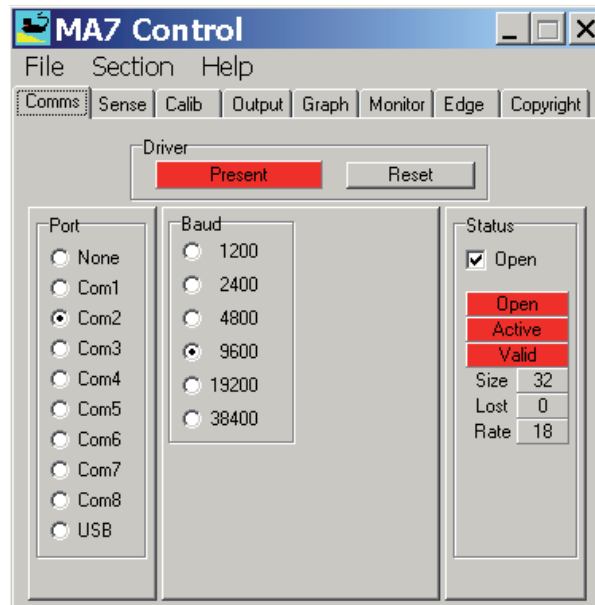 MA7 Control
File Section Help
Comms Sense Calib Output Graph Monitor Edge Copyright
Driver
Present Reset
Port
None
Com1
Com2
Com3
Com4
Com5
Com6
Com7
Com8
USB
Baud
1200
2400
4800
9600
19200
38400
Status
Open
Open
Active
Valid
Size 32
Lost 0
Rate 18